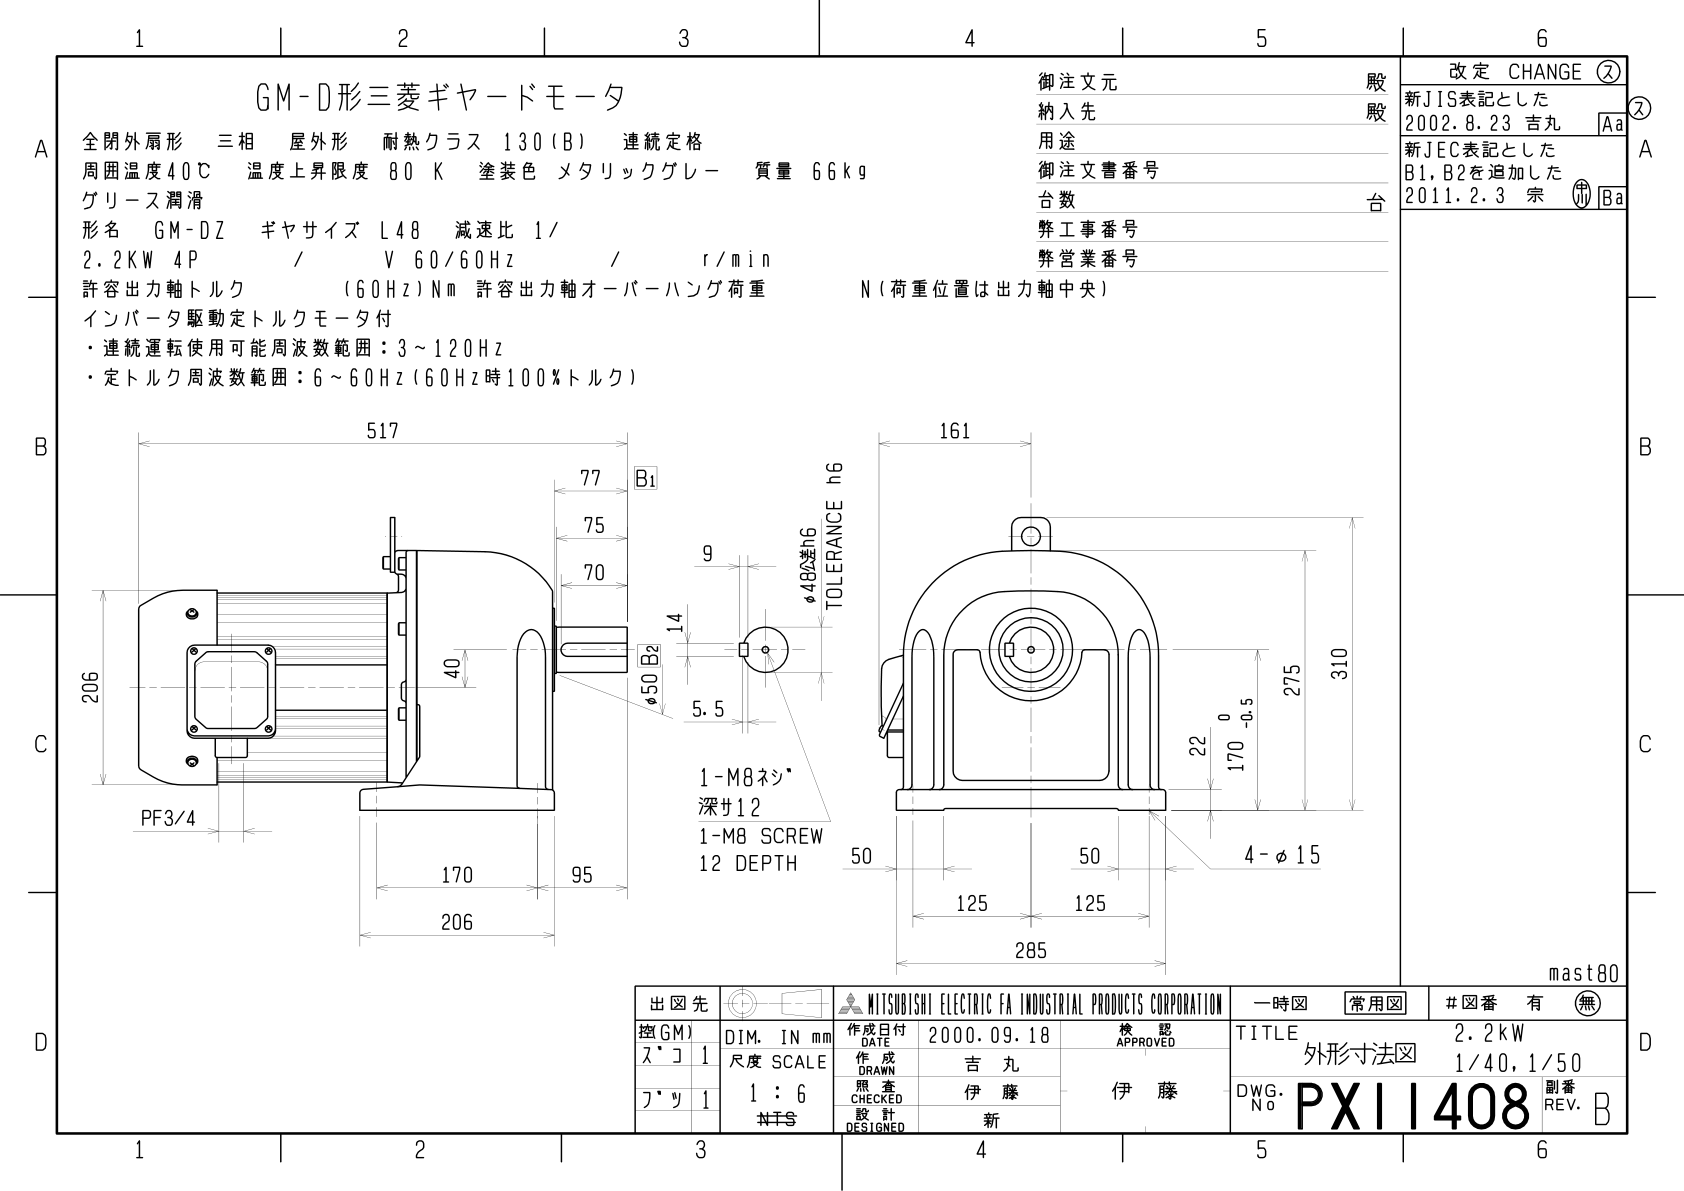 1 2 3 4 5 6
GM-D形三菱ギヤードモータ
全閉外扇形 三相 屋外形 耐熱クラス 130(B) 連続定格
周囲温度40℃ 温度上昇限度 80 K 塗装色 メタリックグレー 質量 66kg
グリース潤滑
形名 GM-DZ ギヤサイズ L48 減速比 1/
2.2KW 4P / V 60/60Hz / r/min
許容出力軸トルク (60Hz)Nm 許容出力軸オーバーハング荷重 N(荷重位置は出力軸中央)
インバータ駆動定トルクモータ付
・連続運転使用可能周波数範囲：3～120Hz
・定トルク周波数範囲：6～60Hz(60Hz時100%トルク)
御注文元 殿
納入先 殿
用途
御注文書番号
台数 台
弊工事番号
弊営業番号
改定 CHANGE ス
新JIS表記とした
2002.8.23 吉丸 Aa
ス
新JEC表記とした
B1,B2を追加した
2011.2.3 宗 中川 Ba
A A
B B
C C
D D
517
77 B1
75
70
206
40
φ50 B2
PF3/4
170 95
206
9
14
5.5
φ48公差h6
TOLERANCE h6
1-M8ネジ
深サ12
1-M8 SCREW
12 DEPTH
161
310
275
170 0 -0.5
22
50 50
4-φ15
125 125
285
mast80
出図先
控(GM)
ズコ 1
ブツ 1
DIM. IN mm
尺度 SCALE
1 : 6
NTS
MITSUBISHI ELECTRIC FA INDUSTRIAL PRODUCTS CORPORATION
作成日付 DATE 2000.09.18
作成 DRAWN 吉丸
照査 CHECKED 伊藤
設計 DESIGNED 新
検認 APPROVED
伊藤
一時図 常用図 #図番 有 無
TITLE 外形寸法図
2.2kW
1/40,1/50
DWG. No PX11408
副番 REV. B
1 2 3 4 5 6